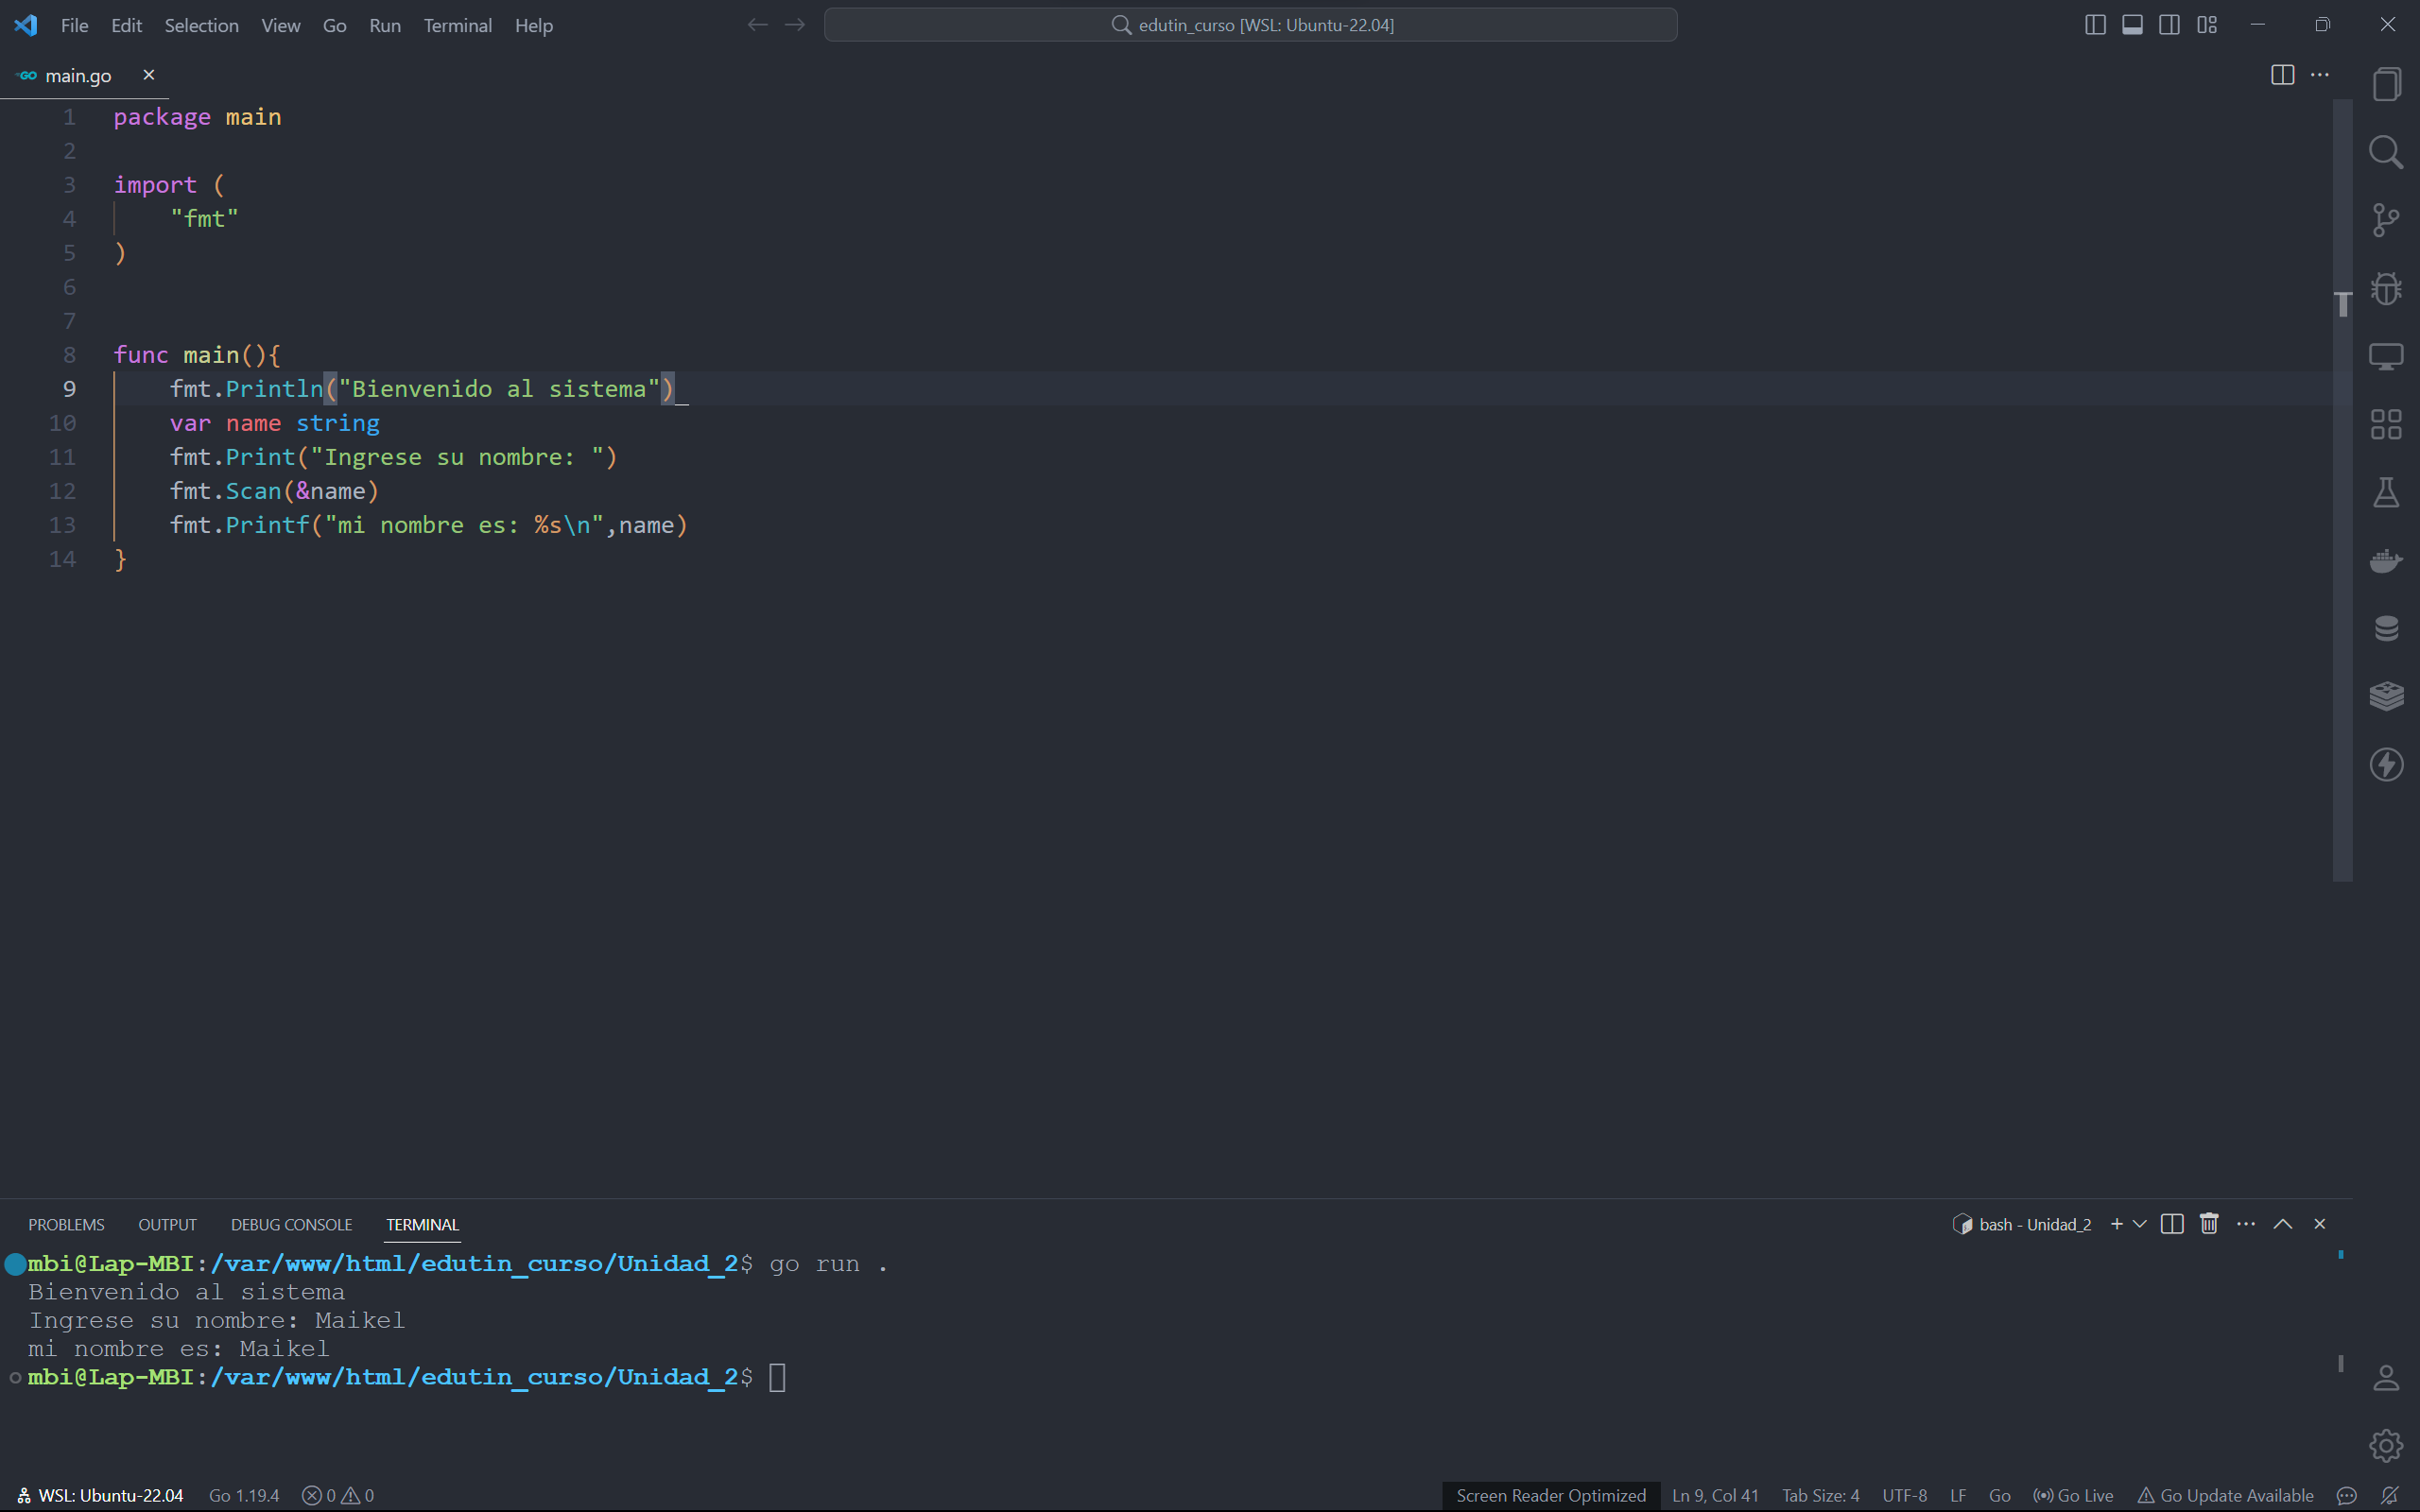 File Edit Selection View Go Run Terminal Help edutin_curso [WSL: Ubuntu-22.04]
GO main.go
1 package main
2
3 import (
4 "fmt"
5 )
6
7
8 func main(){
9 fmt.Println("Bienvenido al sistema")
10 var name string
11 fmt.Print("Ingrese su nombre: ")
12 fmt.Scan(&name)
13 fmt.Printf("mi nombre es: %s\n",name)
14 }
PROBLEMS OUTPUT DEBUG CONSOLE TERMINAL bash - Unidad_2
mbi@Lap-MBI:/var/www/html/edutin_curso/Unidad_2$ go run .
Bienvenido al sistema
Ingrese su nombre: Maikel
mi nombre es: Maikel
mbi@Lap-MBI:/var/www/html/edutin_curso/Unidad_2$
WSL: Ubuntu-22.04 Go 1.19.4 0 0 Screen Reader Optimized Ln 9, Col 41 Tab Size: 4 UTF-8 LF Go Go Live Go Update Available